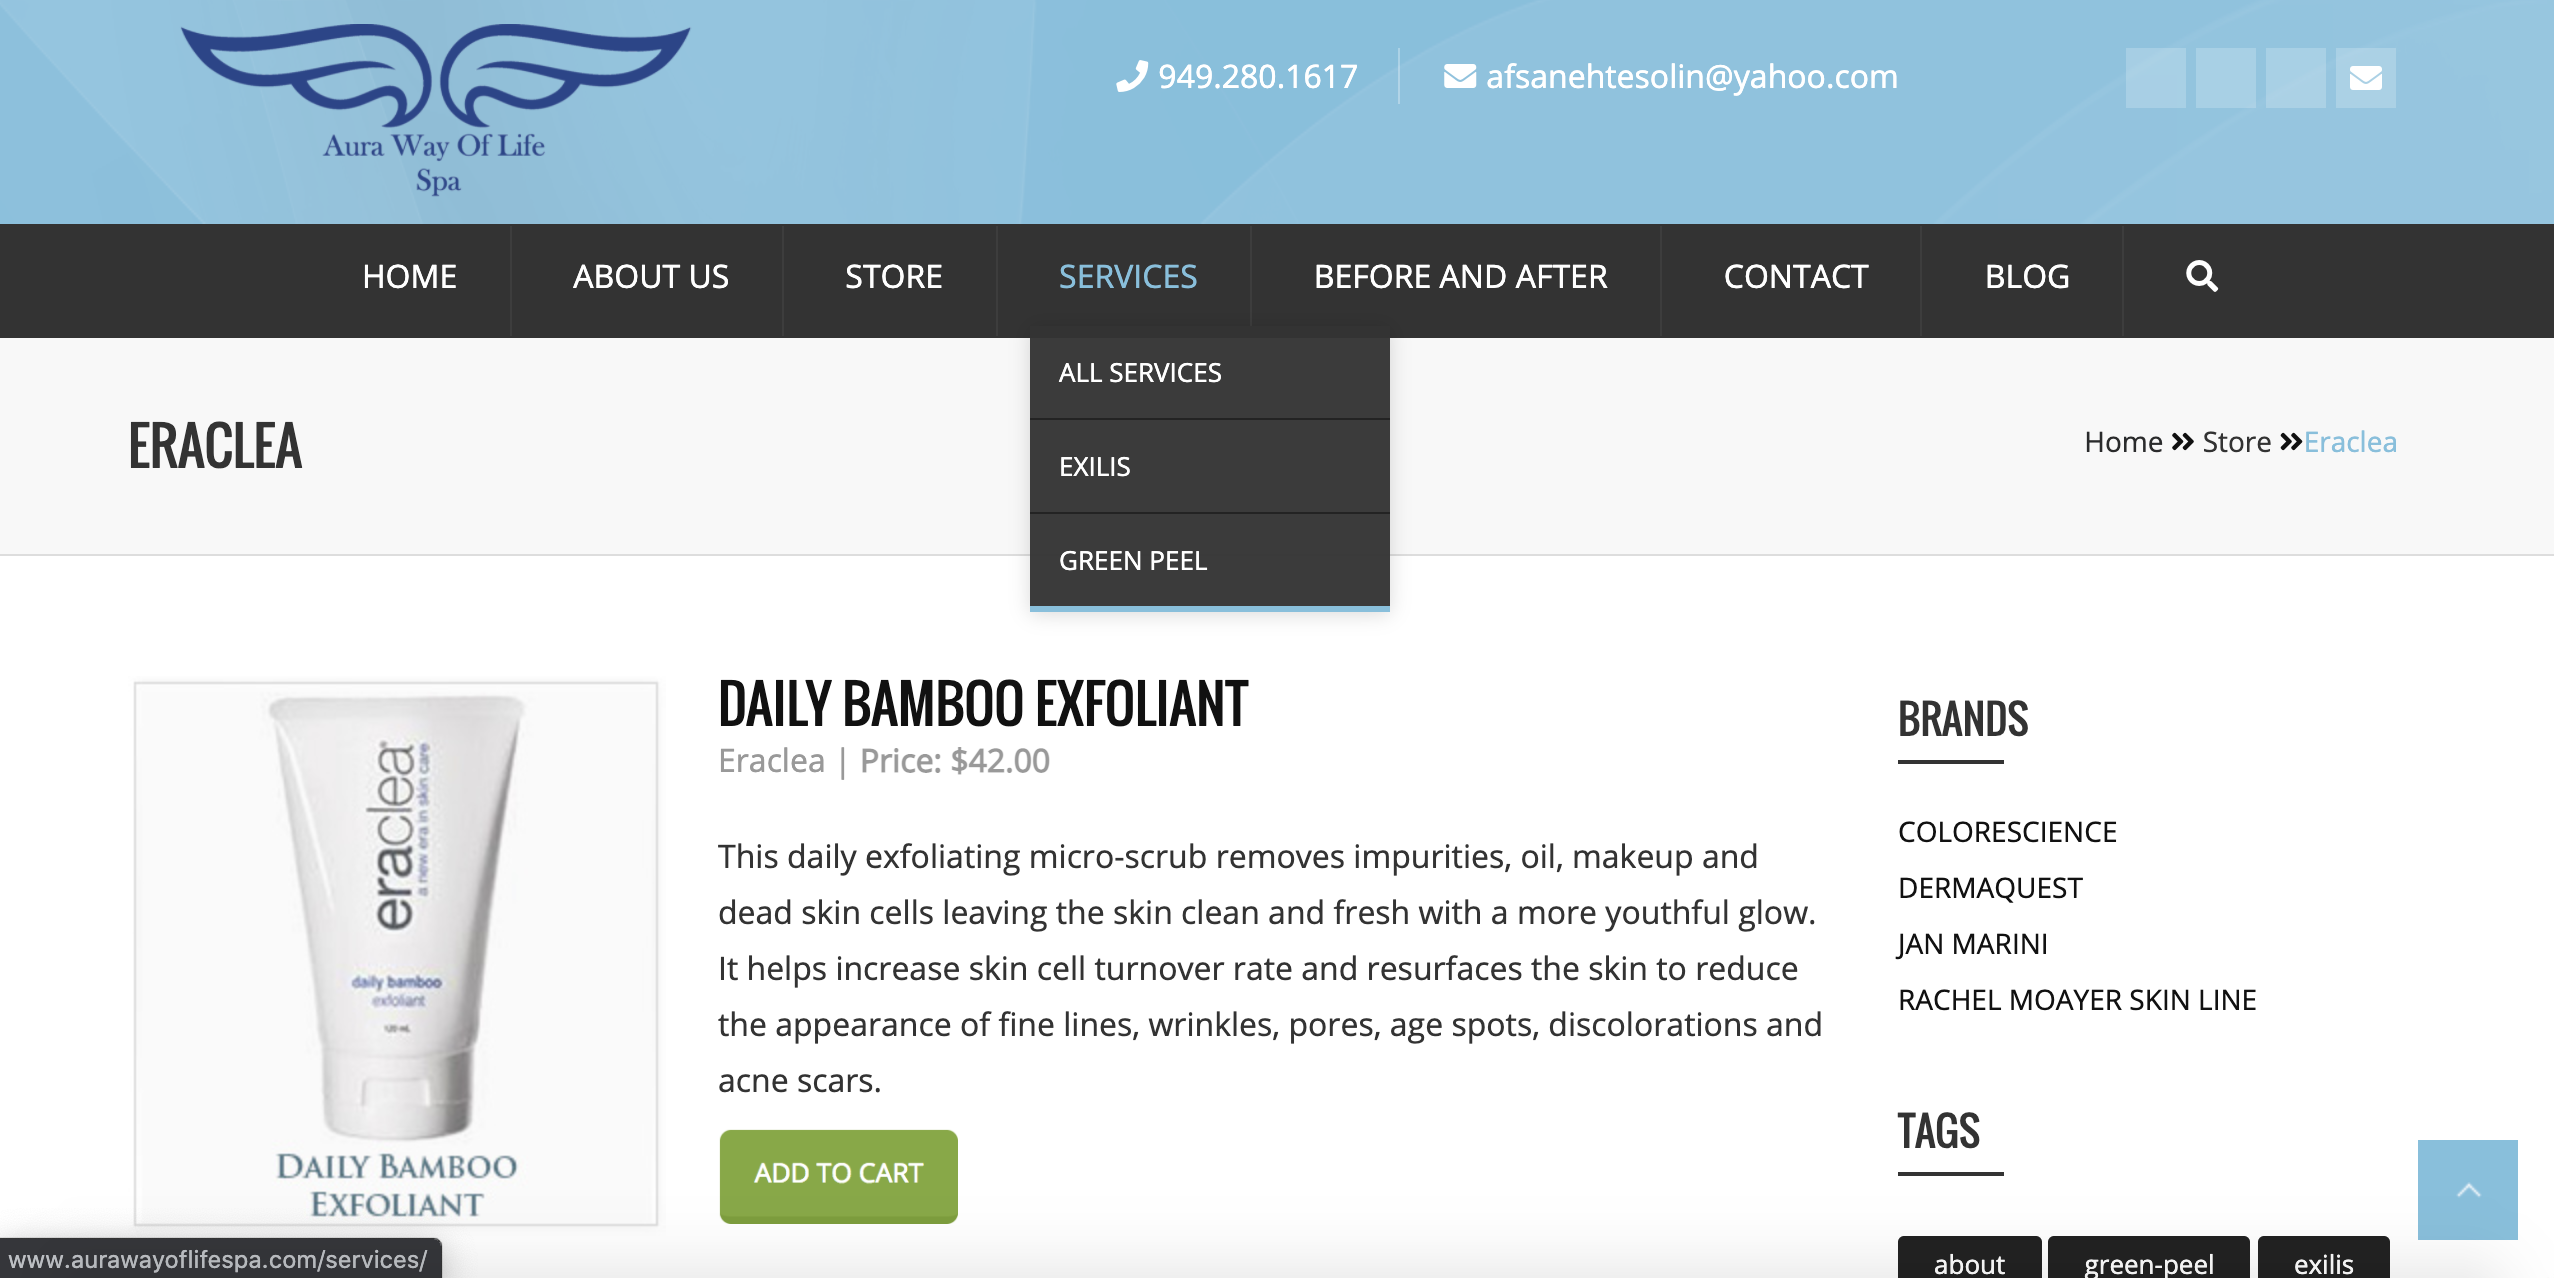 Aura Way Of Life
Spa
949.280.1617
afsanehtesolin@yahoo.com
HOME
ABOUT US
STORE
SERVICES
BEFORE AND AFTER
CONTACT
BLOG
ALL SERVICES
EXILIS
GREEN PEEL
ERACLEA
Home » Store »Eraclea
eraclea
a new era in skin care
daily bamboo
exfoliant
120 mL
DAILY BAMBOO
EXFOLIANT
DAILY BAMBOO EXFOLIANT
Eraclea | Price: $42.00
This daily exfoliating micro-scrub removes impurities, oil, makeup and
dead skin cells leaving the skin clean and fresh with a more youthful glow.
It helps increase skin cell turnover rate and resurfaces the skin to reduce
the appearance of fine lines, wrinkles, pores, age spots, discolorations and
acne scars.
ADD TO CART
BRANDS
COLORESCIENCE
DERMAQUEST
JAN MARINI
RACHEL MOAYER SKIN LINE
TAGS
about
green-peel
exilis
www.aurawayoflifespa.com/services/